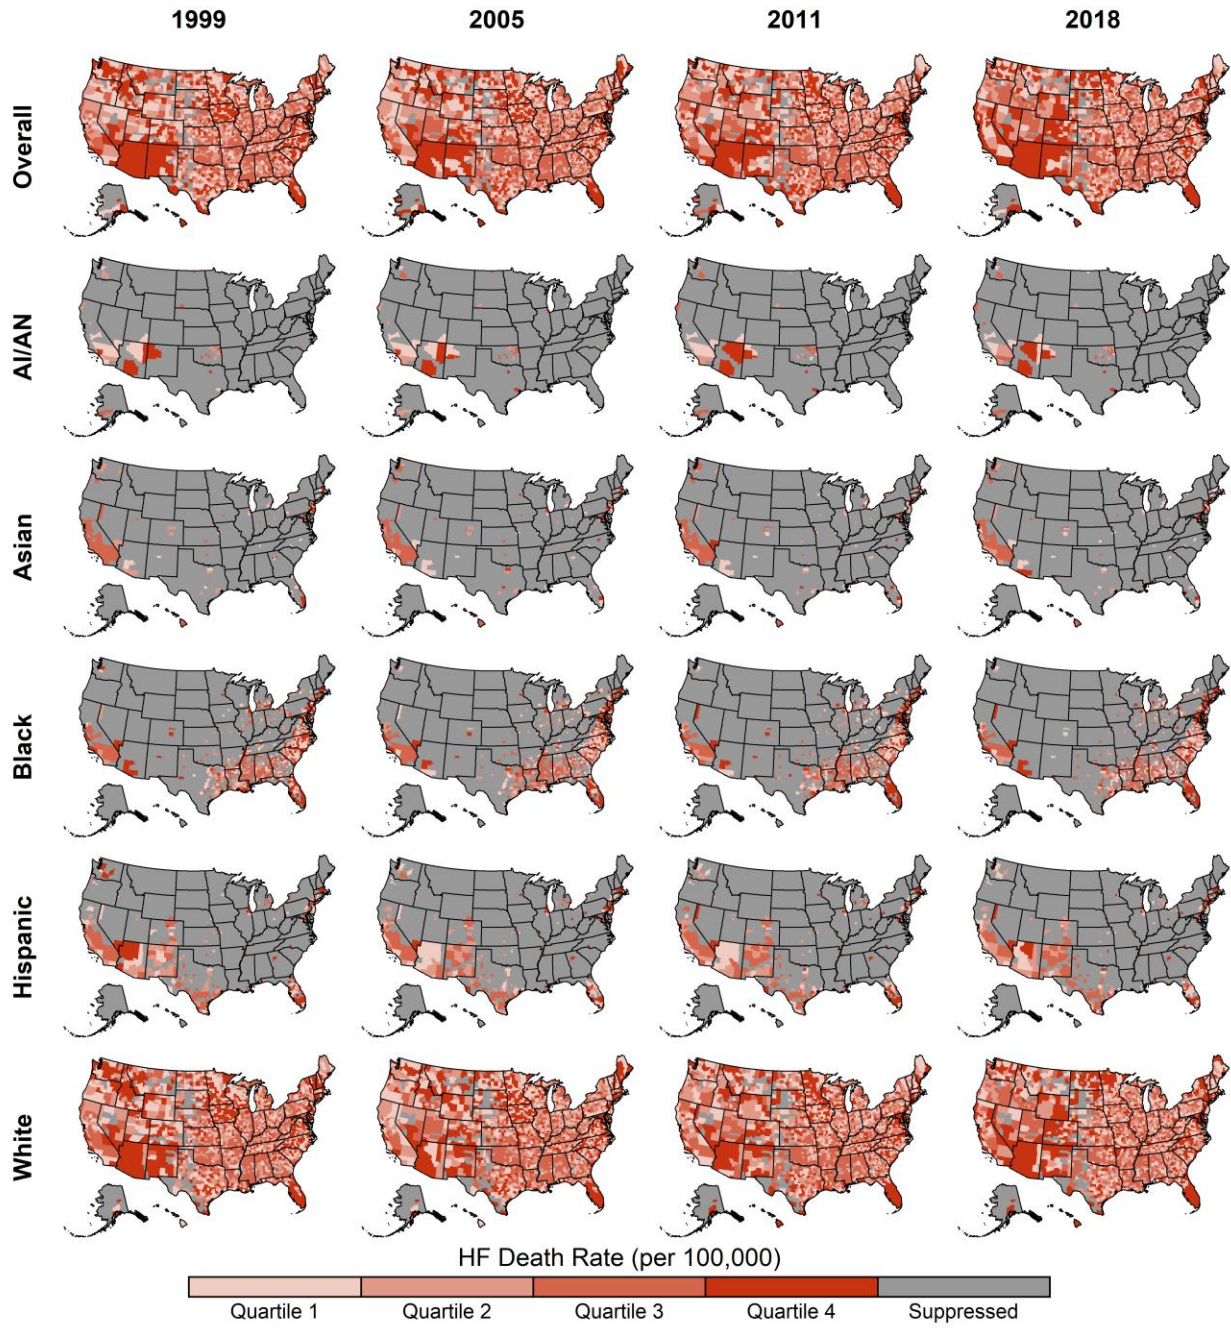 1999 2005 2011 2018
Overall
AI/AN
Asian
Black
Hispanic
White
HF Death Rate (per 100,000)
Quartile 1 Quartile 2 Quartile 3 Quartile 4 Suppressed